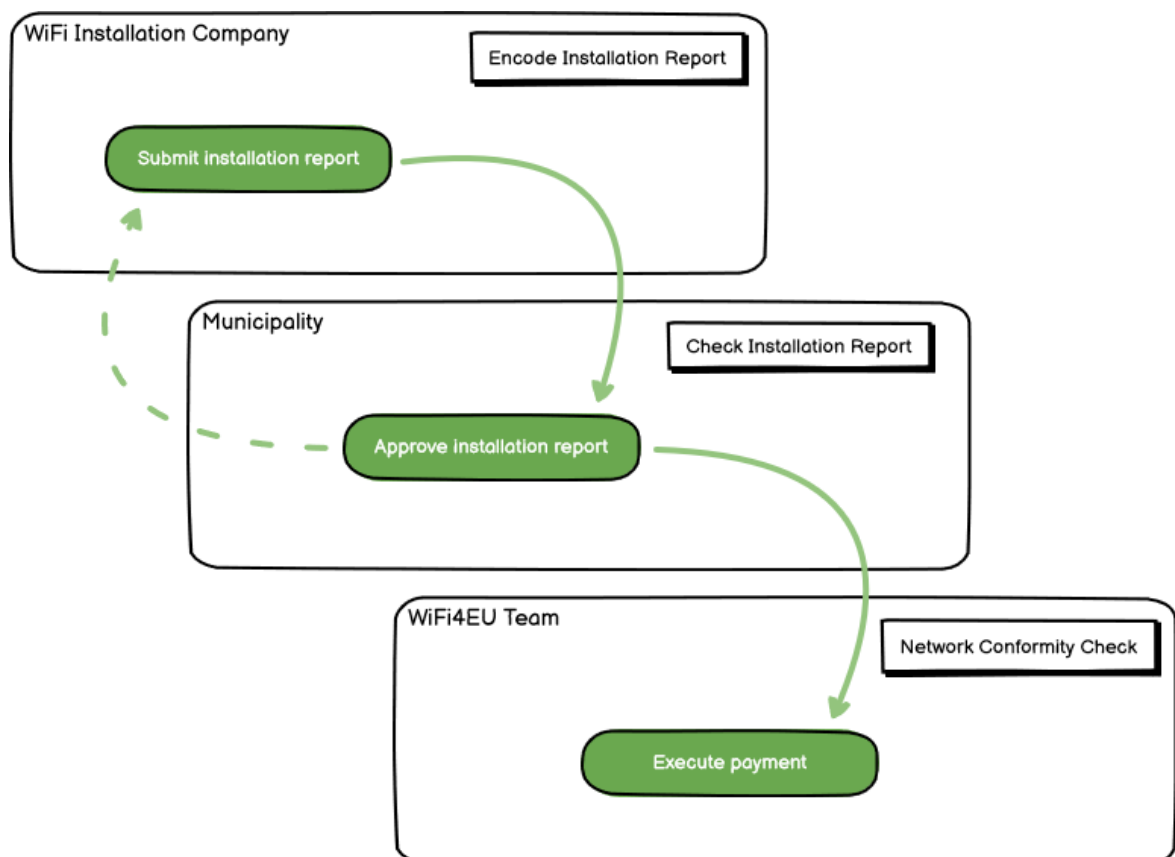 WiFi Installation Company
Encode Installation Report
Submit installation report
Municipality
Check Installation Report
Approve installation report
WiFi4EU Team
Network Conformity Check
Execute payment